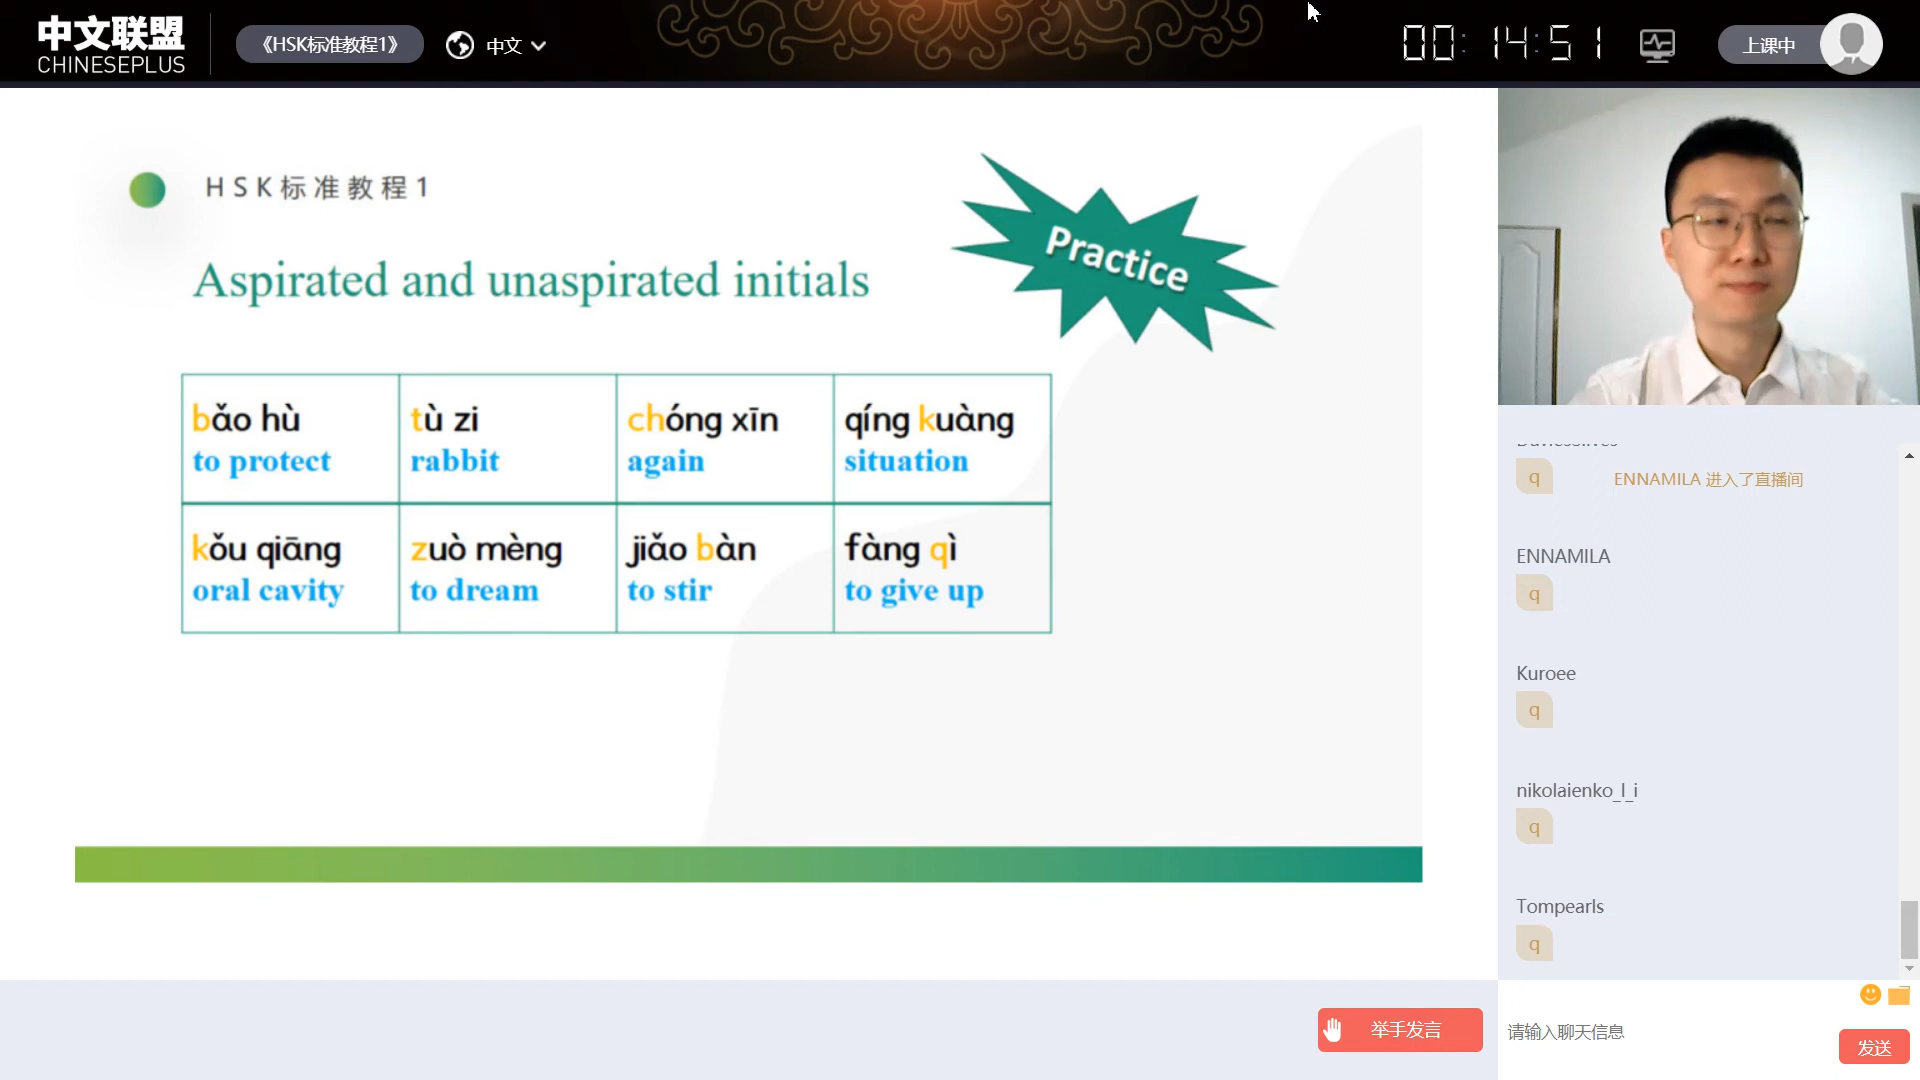 中文联盟
CHINESEPLUS
《HSK标准教程1》
中文
00:14:51
上课中
HSK标准教程1
Practice
Aspirated and unaspirated initials
bǎo hù
to protect
tù zi
rabbit
chóng xīn
again
qíng kuàng
situation
kǒu qiāng
oral cavity
zuò mèng
to dream
jiǎo bàn
to stir
fàng qì
to give up
q
ENNAMILA 进入了直播间
ENNAMILA
q
Kuroee
q
nikolaienko_l_i
q
Tompearls
q
举手发言
请输入聊天信息
发送